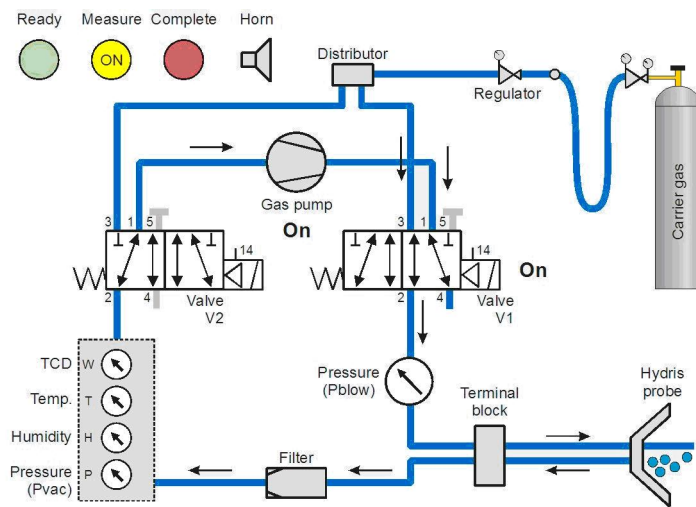 Ready
Measure
Complete
Horn
ON
Distributor
Regulator
Carrier gas
Gas pump
On
3
1
5
14
2
4
Valve
V2
3
1
5
14
2
4
Valve
V1
On
TCD
W
Temp.
T
Humidity
H
Pressure
(Pvac)
P
Pressure
(Pblow)
Terminal
block
Hydris
probe
Filter